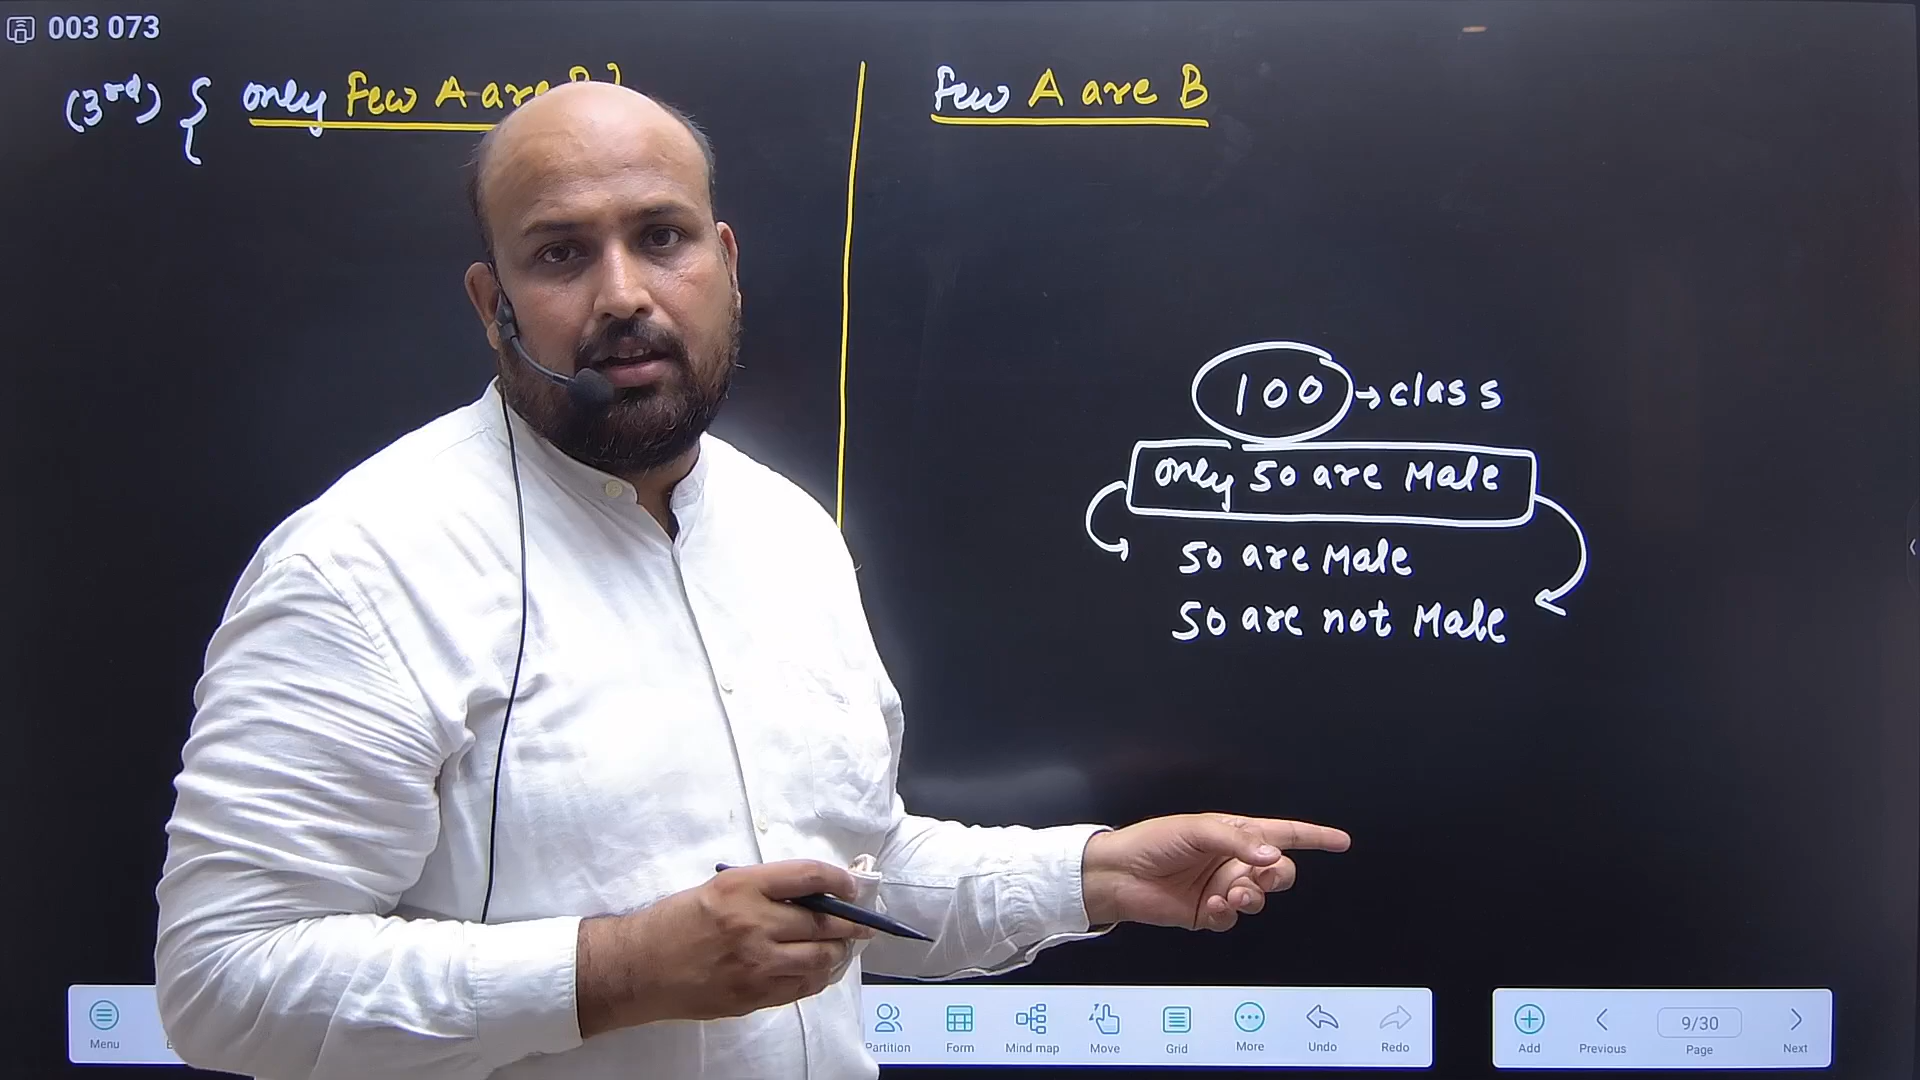 003 073
(3rd) { only Few A are
Few A are B
100 → class
only 50 are Male
50 are Male
50 are not Male
Menu
Partition Form Mind map Move Grid More Undo Redo
Add Previous 9/30 Page Next